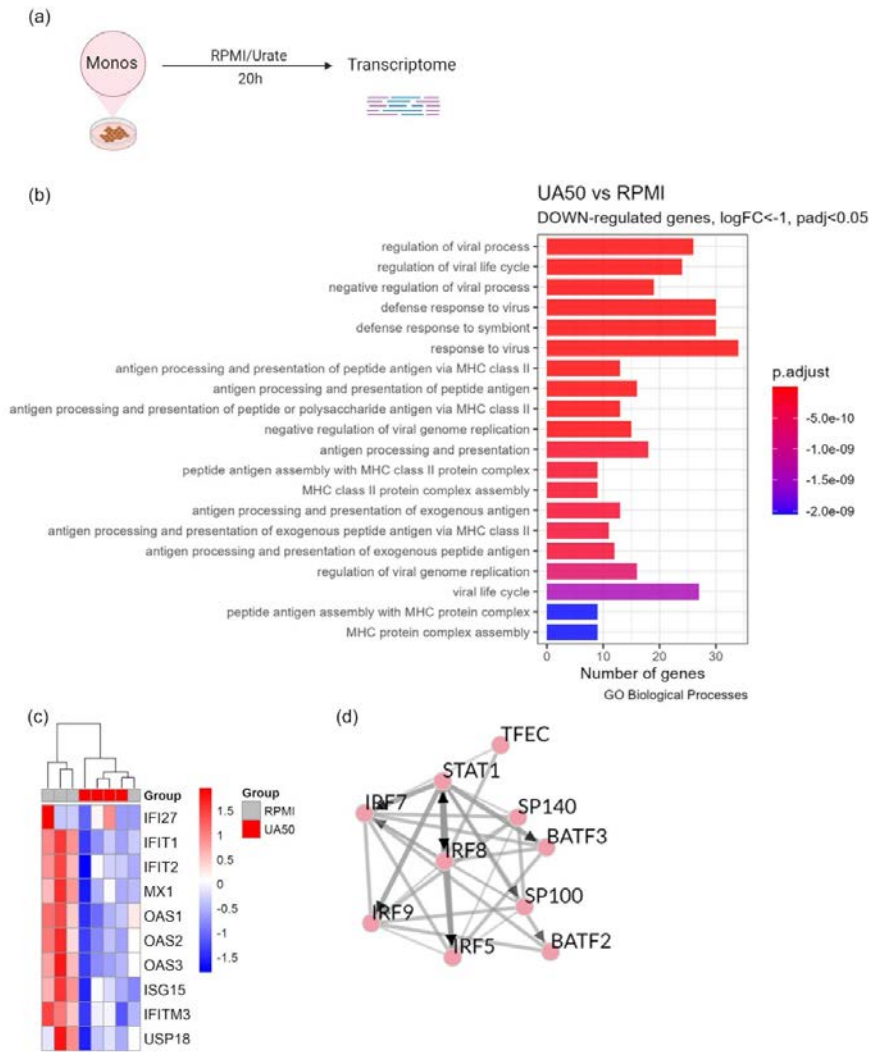 (a)
Monos
RPMI/Urate
20h
Transcriptome
(b)
UA50 vs RPMI
DOWN-regulated genes, logFC<-1, padj<0.05
regulation of viral process
regulation of viral life cycle
negative regulation of viral process
defense response to virus
defense response to symbiont
response to virus
antigen processing and presentation of peptide antigen via MHC class II
antigen processing and presentation of peptide antigen
antigen processing and presentation of peptide or polysaccharide antigen via MHC class II
negative regulation of viral genome replication
antigen processing and presentation
peptide antigen assembly with MHC class II protein complex
MHC class II protein complex assembly
antigen processing and presentation of exogenous antigen
antigen processing and presentation of exogenous peptide antigen via MHC class II
antigen processing and presentation of exogenous peptide antigen
regulation of viral genome replication
viral life cycle
peptide antigen assembly with MHC protein complex
MHC protein complex assembly
0 10 20 30
Number of genes
GO Biological Processes
p.adjust
-5.0e-10
-1.0e-09
-1.5e-09
-2.0e-09
(c)
Group
IFI27
IFIT1
IFIT2
MX1
OAS1
OAS2
OAS3
ISG15
IFITM3
USP18
1.5
1
0.5
0
-0.5
-1
-1.5
Group
RPMI
UA50
(d)
TFEC
STAT1
IRF7
SP140
BATF3
IRF8
SP100
IRF9
BATF2
IRF5